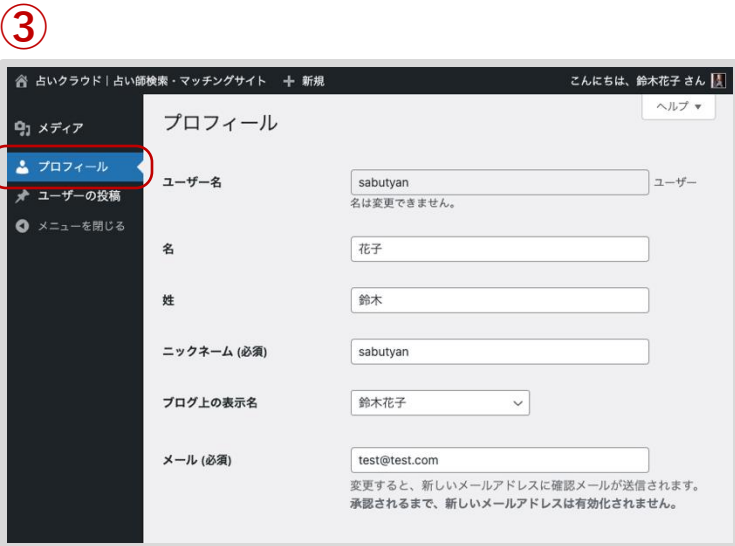 ③
占いクラウド | 占い師検索・マッチングサイト ＋ 新規 こんにちは、鈴木花子 さん
ヘルプ ▼
メディア
プロフィール
ユーザーの投稿
メニューを閉じる
プロフィール
ユーザー名 sabutyan ユーザー
名は変更できません。
名 花子
姓 鈴木
ニックネーム (必須) sabutyan
ブログ上の表示名 鈴木花子
メール (必須) test@test.com
変更すると、新しいメールアドレスに確認メールが送信されます。
承認されるまで、新しいメールアドレスは有効化されません。